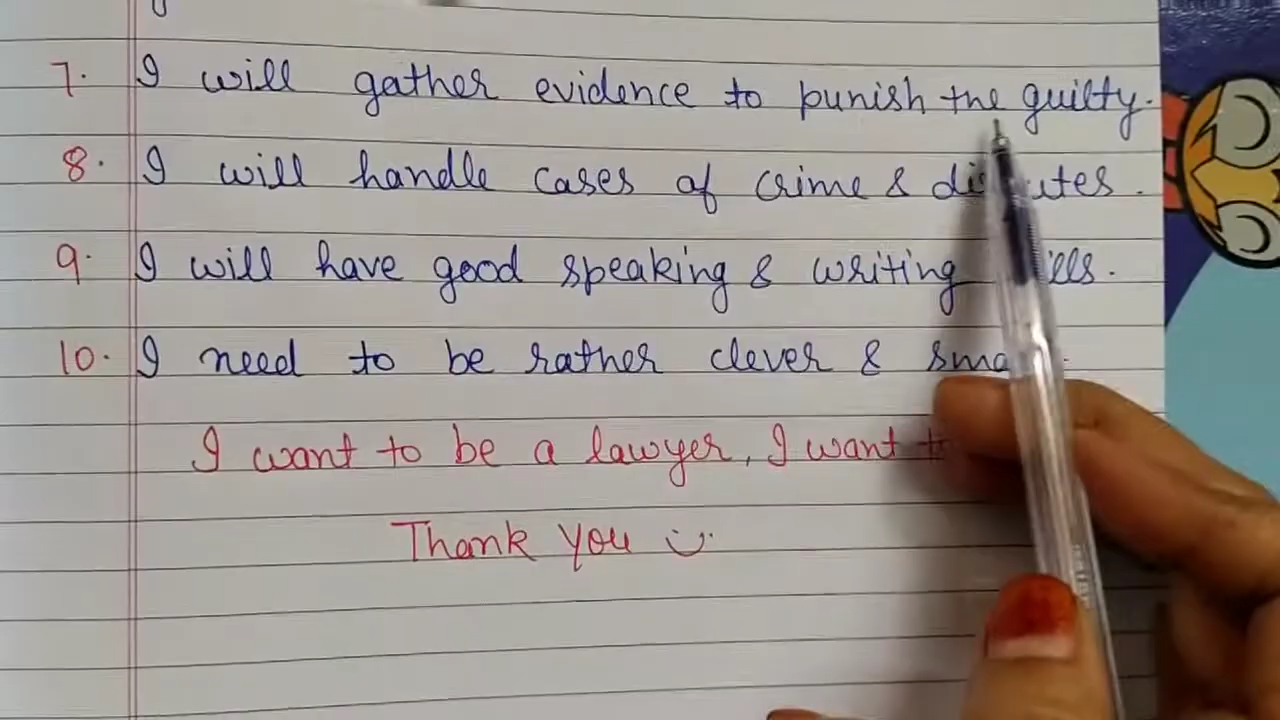 7. I will gather evidence to punish the guilty.
8. I will handle cases of crime & .
9. I will have good speaking & writing .
10. I need to be rather clever & .
I want to be a lawyer, I want
Thank you